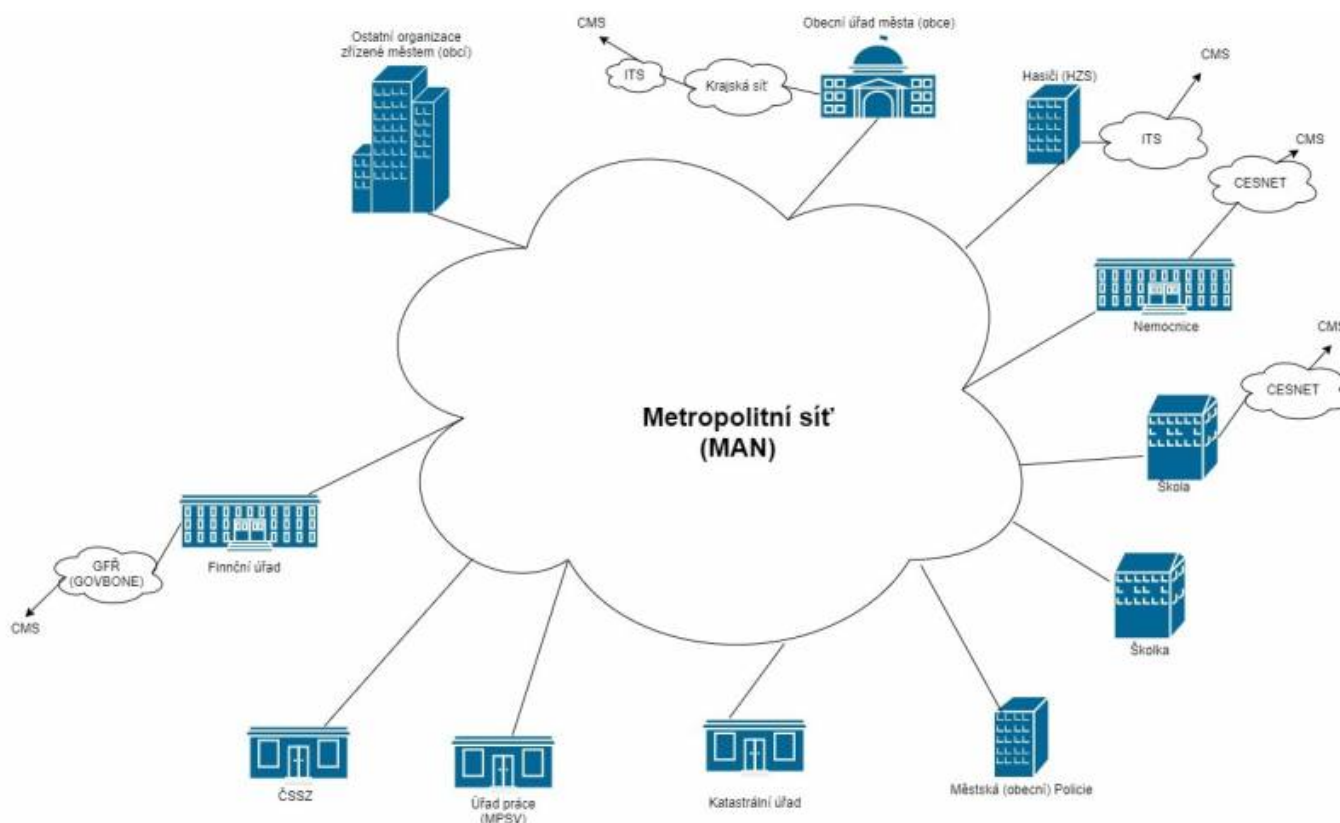 CMS
Obecní úřad města (obce)
Ostatní organizace
zřízené městem (obcí)
ITS
Krajská síť
Hasiči (HZS)
CMS
ITS
CMS
CESNET
Nemocnice
CMS
CESNET
Metropolitní síť
(MAN)
Škola
Finnční úřad
GFŘ
(GOVBONE)
CMS
Školka
ČSSZ
Úřad práce
(MPSV)
Katastrální úřad
Městská (obecní) Policie